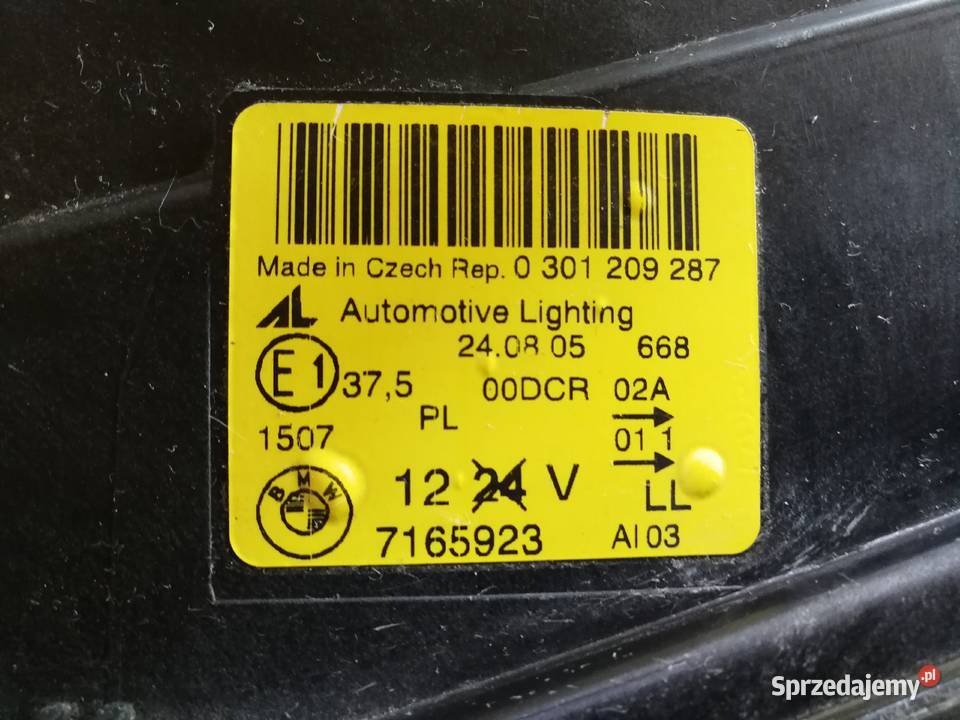 Made in Czech Rep. 0 301 209 287
AL Automotive Lighting
24.08.05 668
E1 37,5 00DCR 02A
PL
1507 01 1
BMW 12 24 V LL
7165923 AI 03
Sprzedajemy.pl